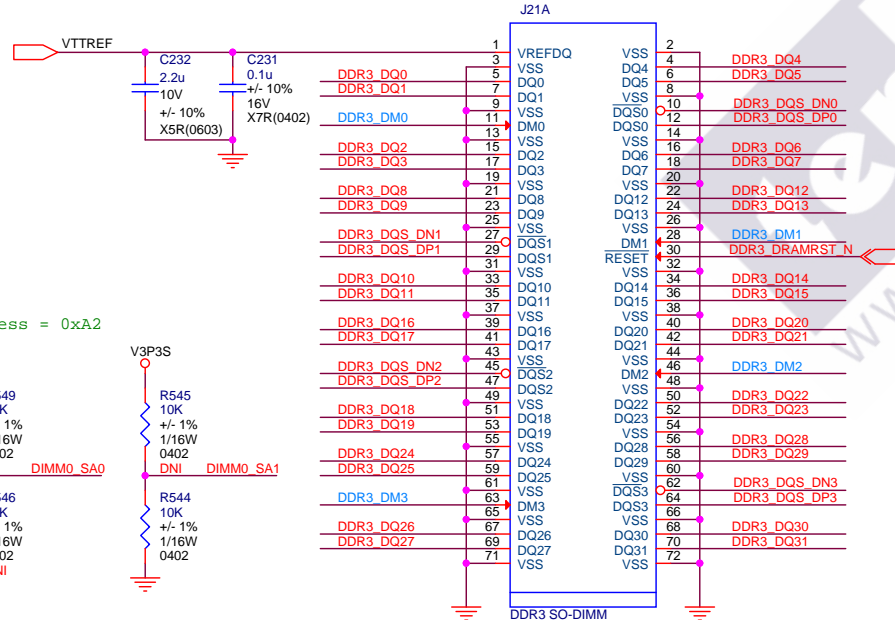 J21A
VTTREF
C232
2.2u
10V
+/- 10%
X5R(0603)
C231
0.1u
+/- 10%
16V
X7R(0402)
1 VREFDQ VSS 2
3 VSS DQ4 4 DDR3_DQ4
DDR3_DQ0 5 DQ0 DQ5 6 DDR3_DQ5
DDR3_DQ1 7 DQ1 VSS 8
9 VSS DQS0 10 DDR3_DQS_DN0
DDR3_DM0 11 DM0 DQS0 12 DDR3_DQS_DP0
13 VSS VSS 14
DDR3_DQ2 15 DQ2 DQ6 16 DDR3_DQ6
DDR3_DQ3 17 DQ3 DQ7 18 DDR3_DQ7
19 VSS VSS 20
DDR3_DQ8 21 DQ8 DQ12 22 DDR3_DQ12
DDR3_DQ9 23 DQ9 DQ13 24 DDR3_DQ13
25 VSS VSS 26
DDR3_DQS_DN1 27 DQS1 DM1 28 DDR3_DM1
DDR3_DQS_DP1 29 DQS1 RESET 30 DDR3_DRAMRST_N
31 VSS VSS 32
DDR3_DQ10 33 DQ10 DQ14 34 DDR3_DQ14
DDR3_DQ11 35 DQ11 DQ15 36 DDR3_DQ15
37 VSS VSS 38
DDR3_DQ16 39 DQ16 DQ20 40 DDR3_DQ20
DDR3_DQ17 41 DQ17 DQ21 42 DDR3_DQ21
43 VSS VSS 44
DDR3_DQS_DN2 45 DQS2 DM2 46 DDR3_DM2
DDR3_DQS_DP2 47 DQS2 VSS 48
49 VSS DQ22 50 DDR3_DQ22
DDR3_DQ18 51 DQ18 DQ23 52 DDR3_DQ23
DDR3_DQ19 53 DQ19 VSS 54
55 VSS DQ28 56 DDR3_DQ28
DDR3_DQ24 57 DQ24 DQ29 58 DDR3_DQ29
DDR3_DQ25 59 DQ25 VSS 60
61 VSS DQS3 62 DDR3_DQS_DN3
DDR3_DM3 63 DM3 DQS3 64 DDR3_DQS_DP3
65 VSS VSS 66
DDR3_DQ26 67 DQ26 DQ30 68 DDR3_DQ30
DDR3_DQ27 69 DQ27 DQ31 70 DDR3_DQ31
71 VSS VSS 72
DDR3 SO-DIMM
ess = 0xA2
V3P3S
R545
10K
+/- 1%
1/16W
0402
DNI
DIMM0_SA0
DIMM0_SA1
R544
10K
+/- 1%
1/16W
0402